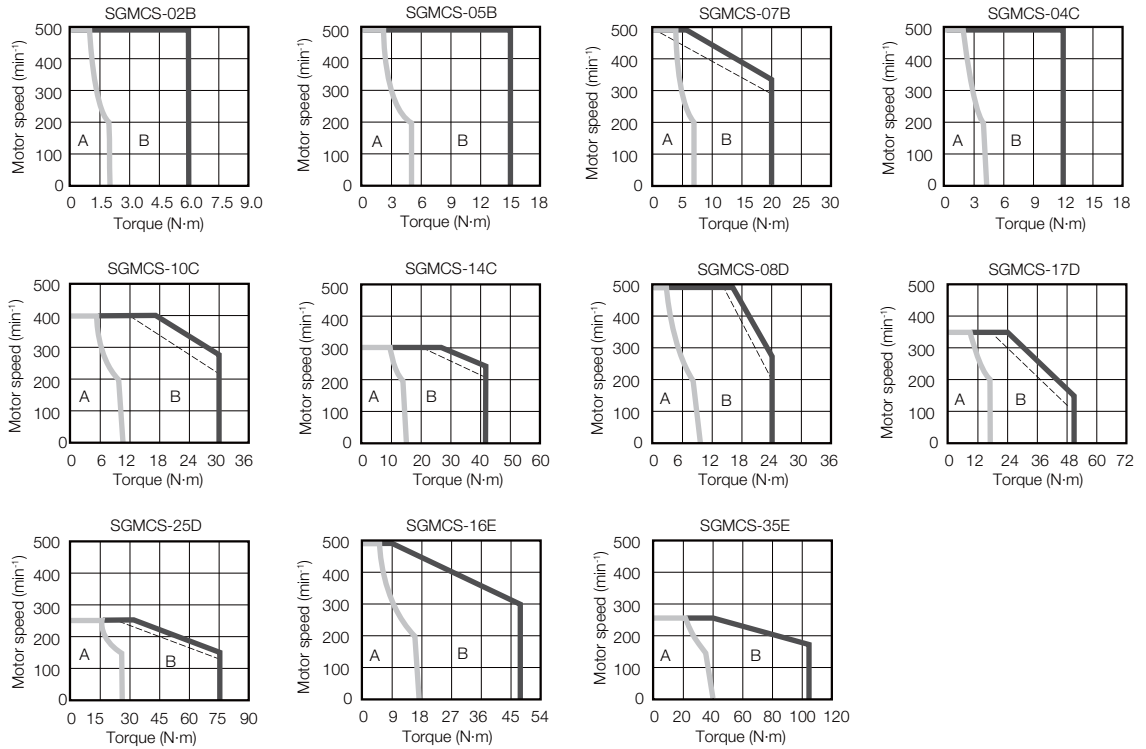 SGMCS-02B
Motor speed (min⁻¹)
500
400
300
200
100
0
A
B
0 1.5 3.0 4.5 6.0 7.5 9.0
Torque (N·m)
SGMCS-05B
Motor speed (min⁻¹)
500
400
300
200
100
0
A
B
0 3 6 9 12 15 18
Torque (N·m)
SGMCS-07B
Motor speed (min⁻¹)
500
400
300
200
100
0
A
B
0 5 10 15 20 25 30
Torque (N·m)
SGMCS-04C
Motor speed (min⁻¹)
500
400
300
200
100
0
A
B
0 3 6 9 12 15 18
Torque (N·m)
SGMCS-10C
Motor speed (min⁻¹)
500
400
300
200
100
0
A
B
0 6 12 18 24 30 36
Torque (N·m)
SGMCS-14C
Motor speed (min⁻¹)
500
400
300
200
100
0
A
B
0 10 20 30 40 50 60
Torque (N·m)
SGMCS-08D
Motor speed (min⁻¹)
500
400
300
200
100
0
A
B
0 6 12 18 24 30 36
Torque (N·m)
SGMCS-17D
Motor speed (min⁻¹)
500
400
300
200
100
0
A
B
0 12 24 36 48 60 72
Torque (N·m)
SGMCS-25D
Motor speed (min⁻¹)
500
400
300
200
100
0
A
B
0 15 30 45 60 75 90
Torque (N·m)
SGMCS-16E
Motor speed (min⁻¹)
500
400
300
200
100
0
A
B
0 9 18 27 36 45 54
Torque (N·m)
SGMCS-35E
Motor speed (min⁻¹)
500
400
300
200
100
0
A
B
0 20 40 60 80 100 120
Torque (N·m)